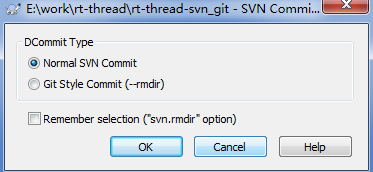 E:\work\rt-thread\rt-thread-svn_git - SVN Commi...
DCommit Type
Normal SVN Commit
Git Style Commit (--rmdir)
Remember selection ("svn.rmdir" option)
OK Cancel Help